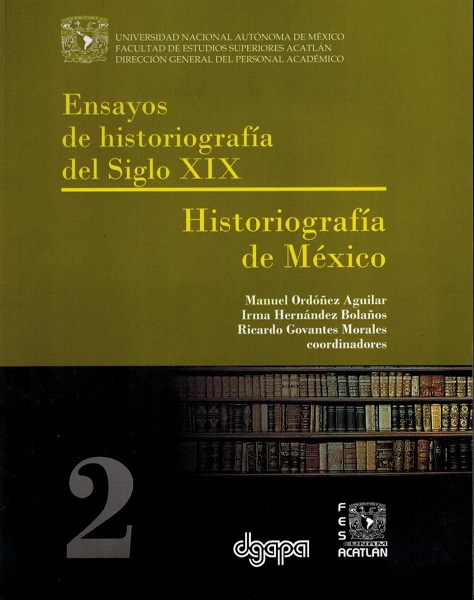 UNIVERSIDAD NACIONAL AUTÓNOMA DE MÉXICO
FACULTAD DE ESTUDIOS SUPERIORES ACATLÁN
DIRECCIÓN GENERAL DEL PERSONAL ACADÉMICO
Ensayos
de historiografía
del Siglo XIX
Historiografía
de México
Manuel Ordóñez Aguilar
Irma Hernández Bolaños
Ricardo Govantes Morales
coordinadores
2
dgapa
FES
UNAM
ACATLÁN